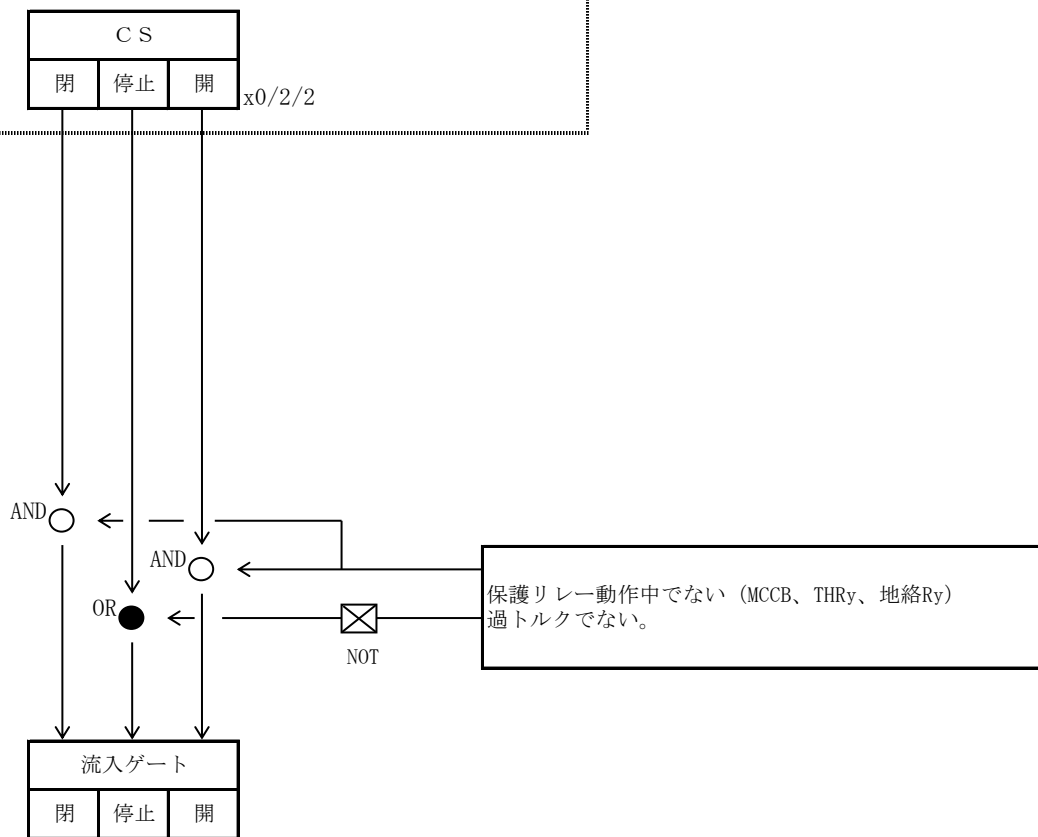 ＣＳ
閉 停止 開
x0/2/2
AND
AND
OR
保護リレー動作中でない（MCCB、THRy、地絡Ry）
過トルクでない。
NOT
流入ゲート
閉 停止 開